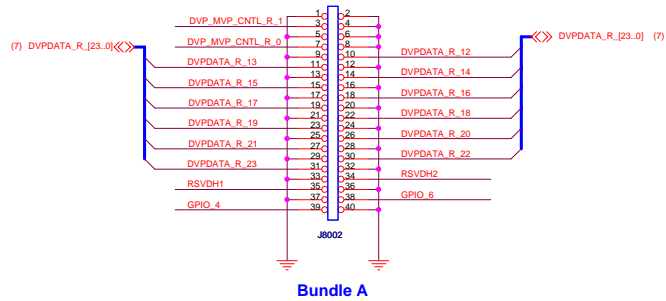 1 2
DVP_MVP_CNTL_R_1 3 4
5 6
(7) DVPDATA_R_[23..0] DVPDATA_R_[23..0] (7)
DVP_MVP_CNTL_R_0 7 8
9 10 DVPDATA_R_12
DVPDATA_R_13 11 12
13 14 DVPDATA_R_14
DVPDATA_R_15 15 16
17 18 DVPDATA_R_16
DVPDATA_R_17 19 20
21 22 DVPDATA_R_18
DVPDATA_R_19 23 24
25 26 DVPDATA_R_20
DVPDATA_R_21 27 28
29 30 DVPDATA_R_22
DVPDATA_R_23 31 32
33 34 RSVDH2
RSVDH1 35 36
37 38 GPIO_6
GPIO_4 39 40
J8002
Bundle A